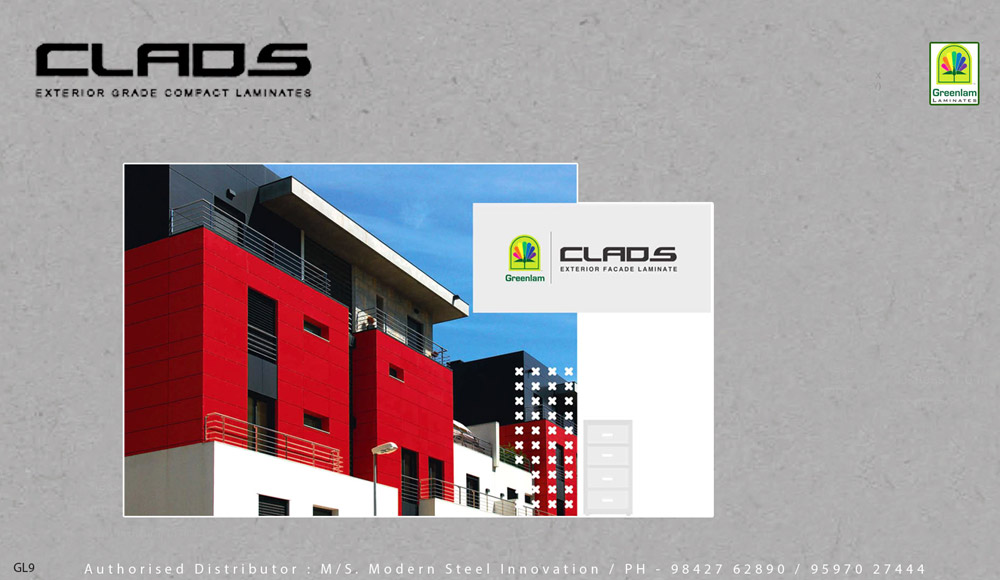 CLADS
EXTERIOR GRADE COMPACT LAMINATES
Greenlam
LAMINATES
CLADS
EXTERIOR FACADE LAMINATE
Greenlam
GL9
Authorised Distributor : M/S. Modern Steel Innovation / PH - 98427 62890 / 95970 27444